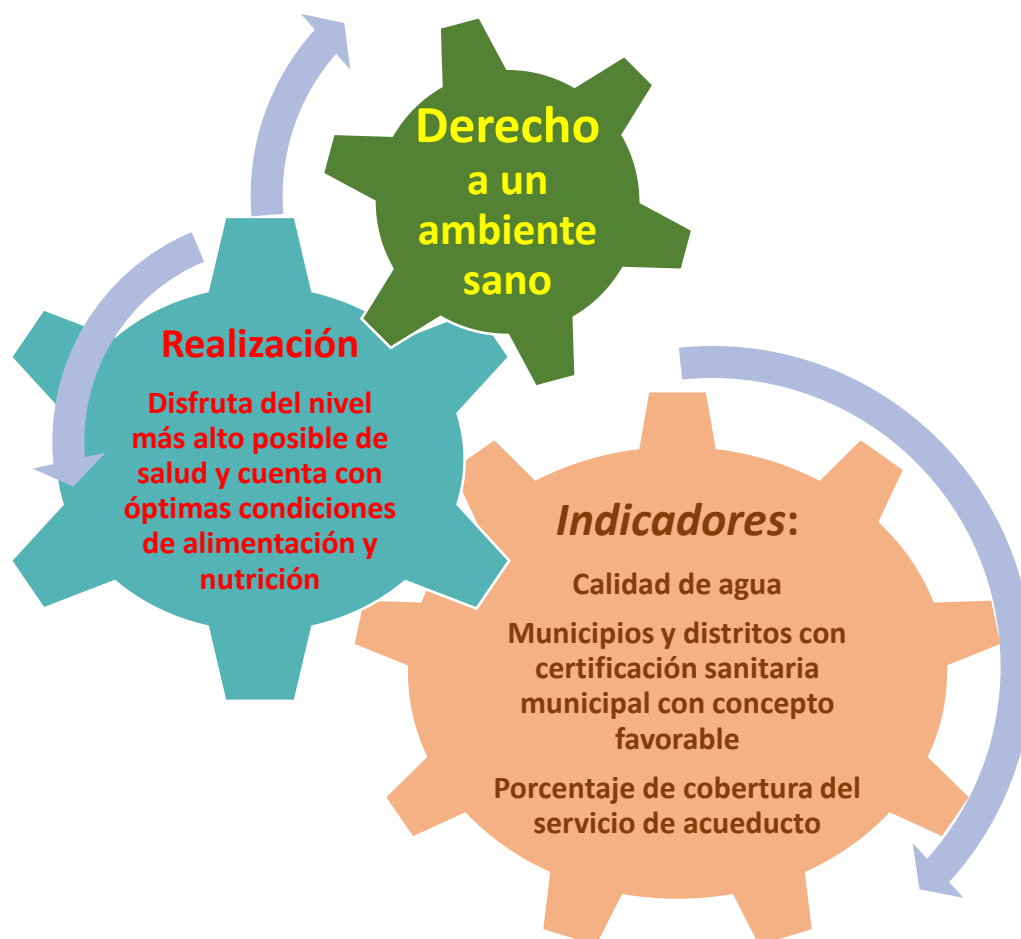 Derecho
a un
ambiente
sano
Realización
Disfruta del nivel
más alto posible de
salud y cuenta con
óptimas condiciones
de alimentación y
nutrición
Indicadores:
Calidad de agua
Municipios y distritos con
certificación sanitaria
municipal con concepto
favorable
Porcentaje de cobertura del
servicio de acueducto